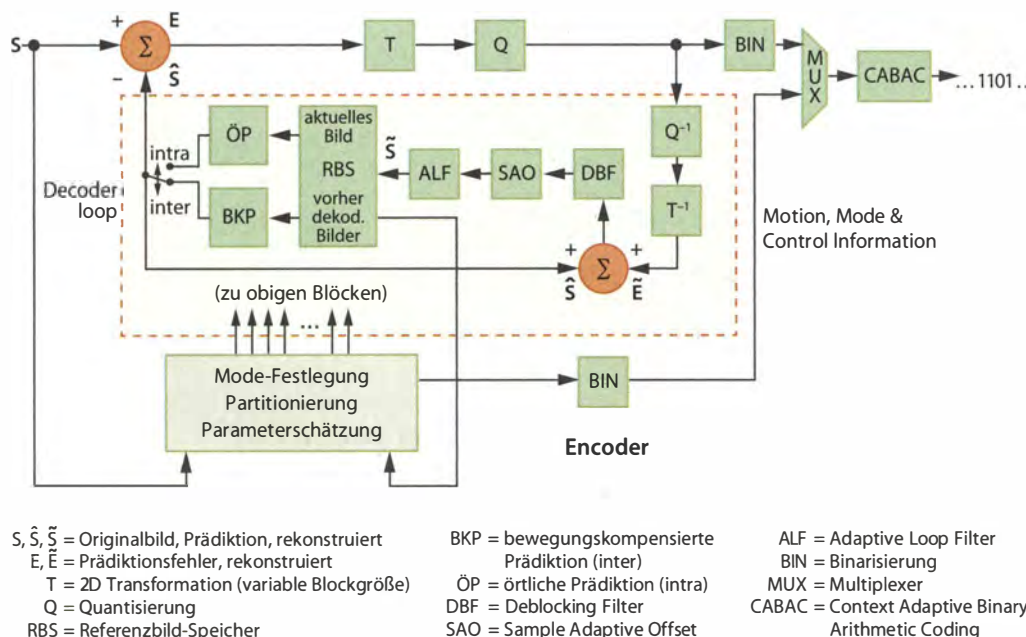 S
+
E
Σ
−
Ŝ
T
Q
BIN
MUX
CABAC
...1101...
Decoder
loop
intra
inter
ÖP
BKP
aktuelles
Bild
RBS
vorher
dekod.
Bilder
S̃
ALF
SAO
DBF
Q⁻¹
T⁻¹
+
+
Σ
Ŝ
Ẽ
Motion, Mode &
Control Information
(zu obigen Blöcken)
...
Mode-Festlegung
Partitionierung
Parameterschätzung
BIN
Encoder
S, Ŝ, S̃ = Originalbild, Prädiktion, rekonstruiert
E, Ẽ = Prädiktionsfehler, rekonstruiert
T = 2D Transformation (variable Blockgröße)
Q = Quantisierung
RBS = Referenzbild-Speicher
BKP = bewegungskompensierte
Prädiktion (inter)
ÖP = örtliche Prädiktion (intra)
DBF = Deblocking Filter
SAO = Sample Adaptive Offset
ALF = Adaptive Loop Filter
BIN = Binarisierung
MUX = Multiplexer
CABAC = Context Adaptive Binary
Arithmetic Coding